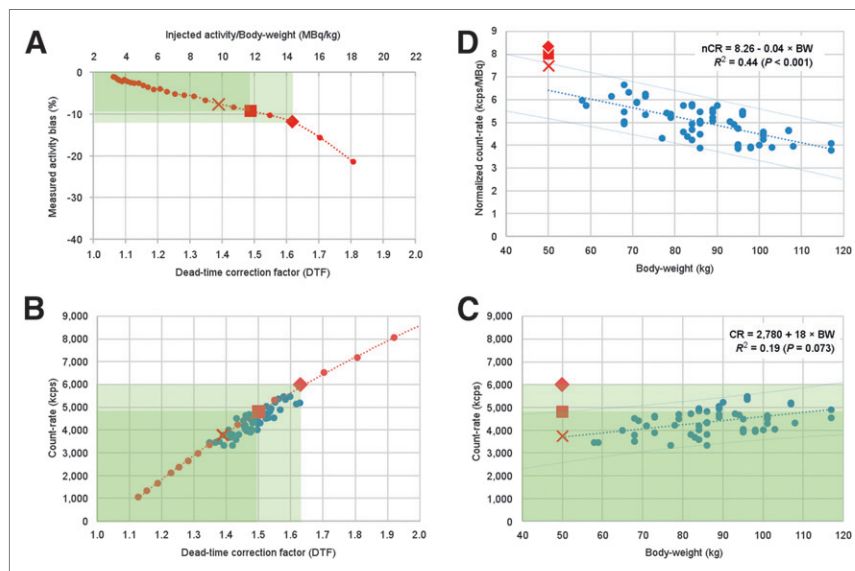 A
Injected activity/Body-weight (MBq/kg)
2 4 6 8 10 12 14 16 18 20 22
0
-10
-20
-30
-40
Measured activity bias (%)
1.0 1.1 1.2 1.3 1.4 1.5 1.6 1.7 1.8 1.9 2.0
Dead-time correction factor (DTF)
D
nCR = 8.26 - 0.04 × BW
R² = 0.44 (P < 0.001)
9
8
7
6
5
4
3
2
1
0
Normalized count-rate (kcps/MBq)
40 50 60 70 80 90 100 110 120
Body-weight (kg)
B
9,000
8,000
7,000
6,000
5,000
4,000
3,000
2,000
1,000
0
Count-rate (kcps)
1.0 1.1 1.2 1.3 1.4 1.5 1.6 1.7 1.8 1.9 2.0
Dead-time correction factor (DTF)
C
CR = 2,780 + 18 × BW
R² = 0.19 (P = 0.073)
9,000
8,000
7,000
6,000
5,000
4,000
3,000
2,000
1,000
0
Count-rate (kcps)
40 50 60 70 80 90 100 110 120
Body-weight (kg)